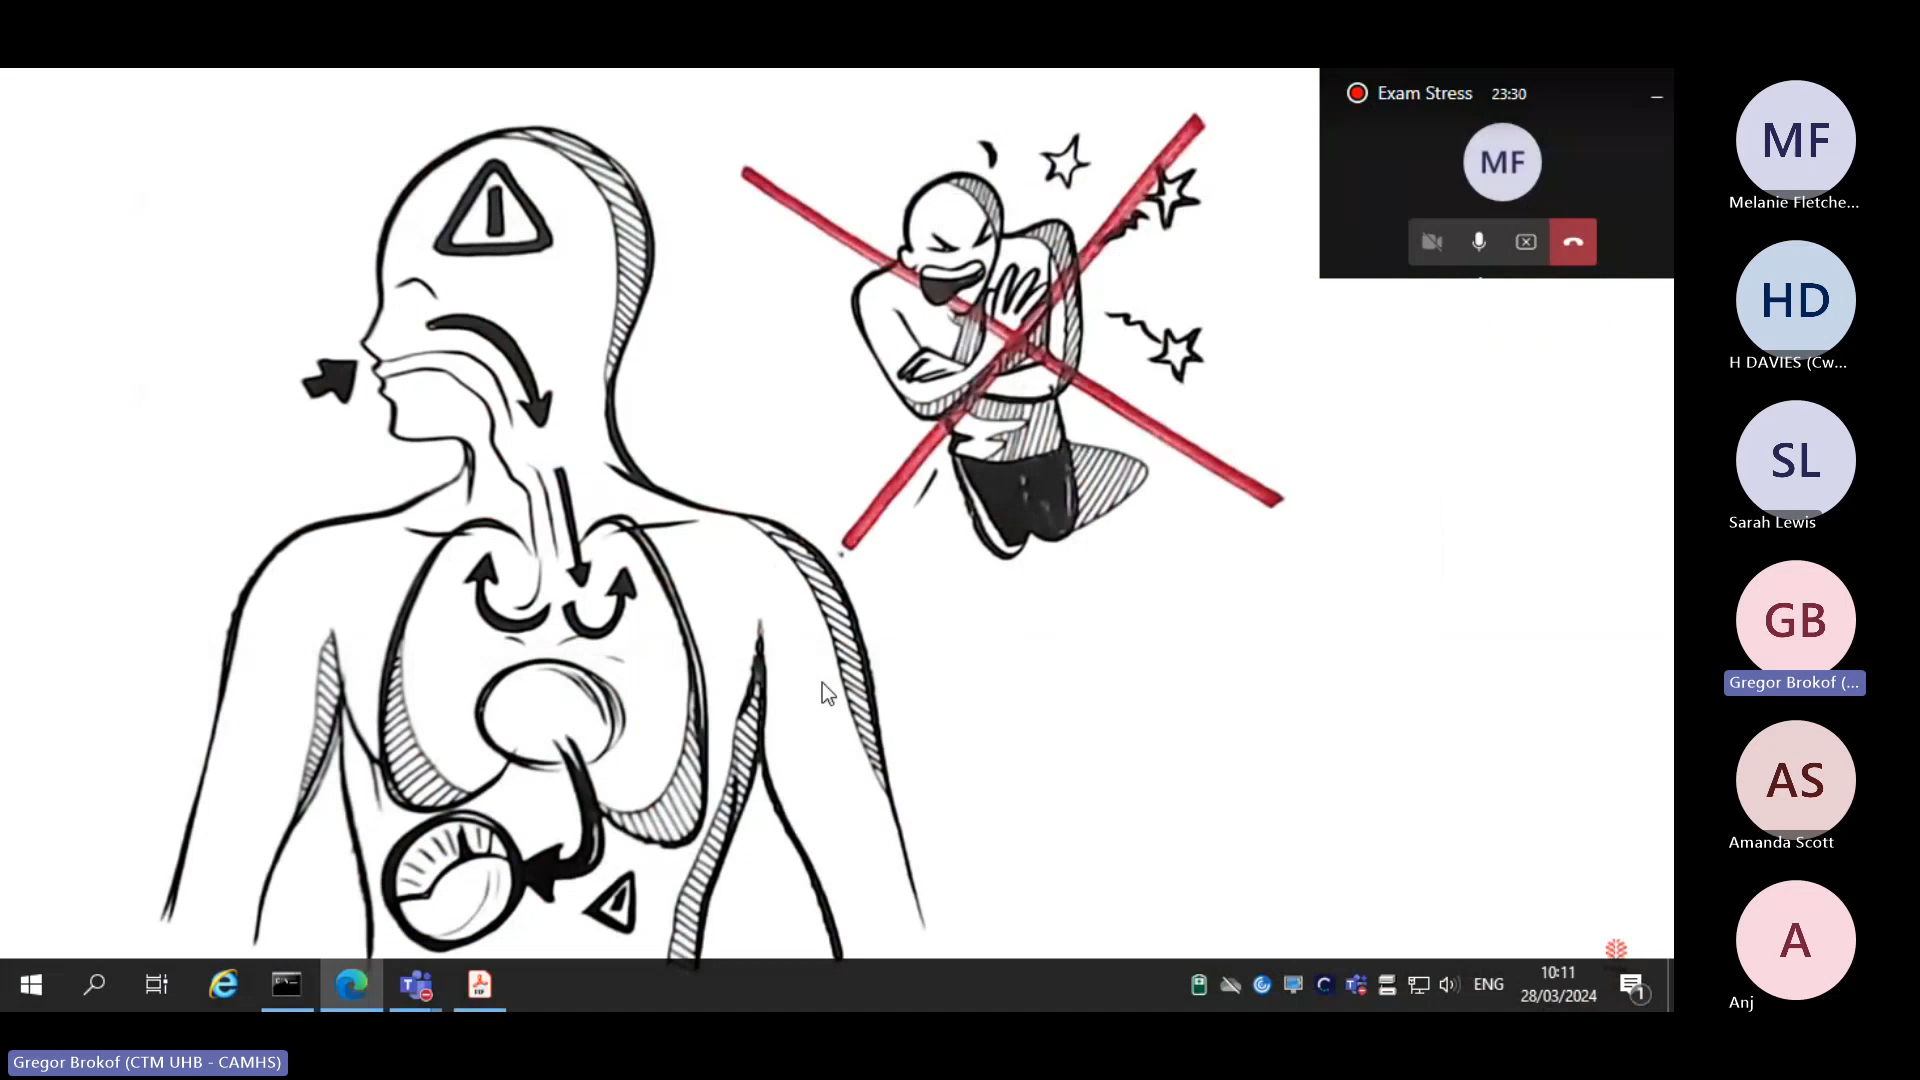 Exam Stress 23:30
MF
MF
Melanie Fletche...
HD
H DAVIES (Cw...
SL
Sarah Lewis
GB
Gregor Brokof (...
AS
Amanda Scott
A
Anj
ENG
10:11
28/03/2024
1
Gregor Brokof (CTM UHB - CAMHS)